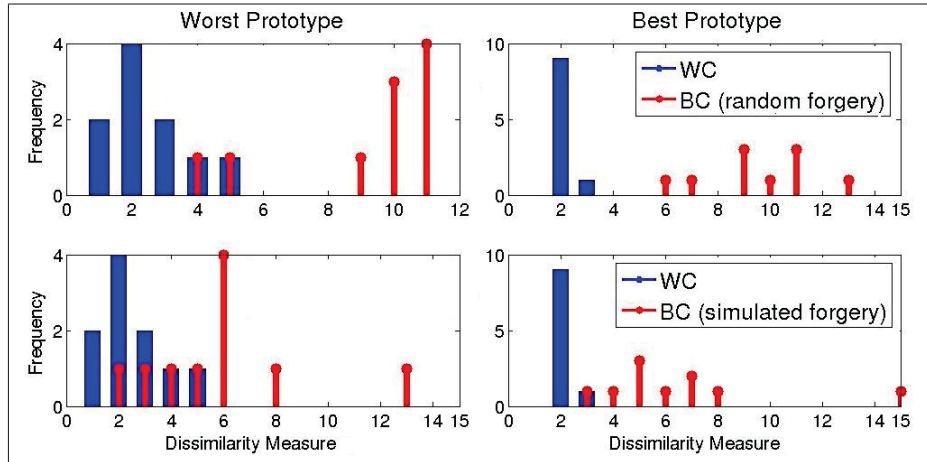 Worst Prototype
4
2
0
Frequency
0 2 4 6 8 10 12
Best Prototype
10
5
0
WC
BC (random forgery)
0 2 4 6 8 10 12 14 15
4
2
0
Frequency
0 2 4 6 8 10 12 14 15
Dissimilarity Measure
10
5
0
WC
BC (simulated forgery)
0 2 4 6 8 10 12 14 15
Dissimilarity Measure